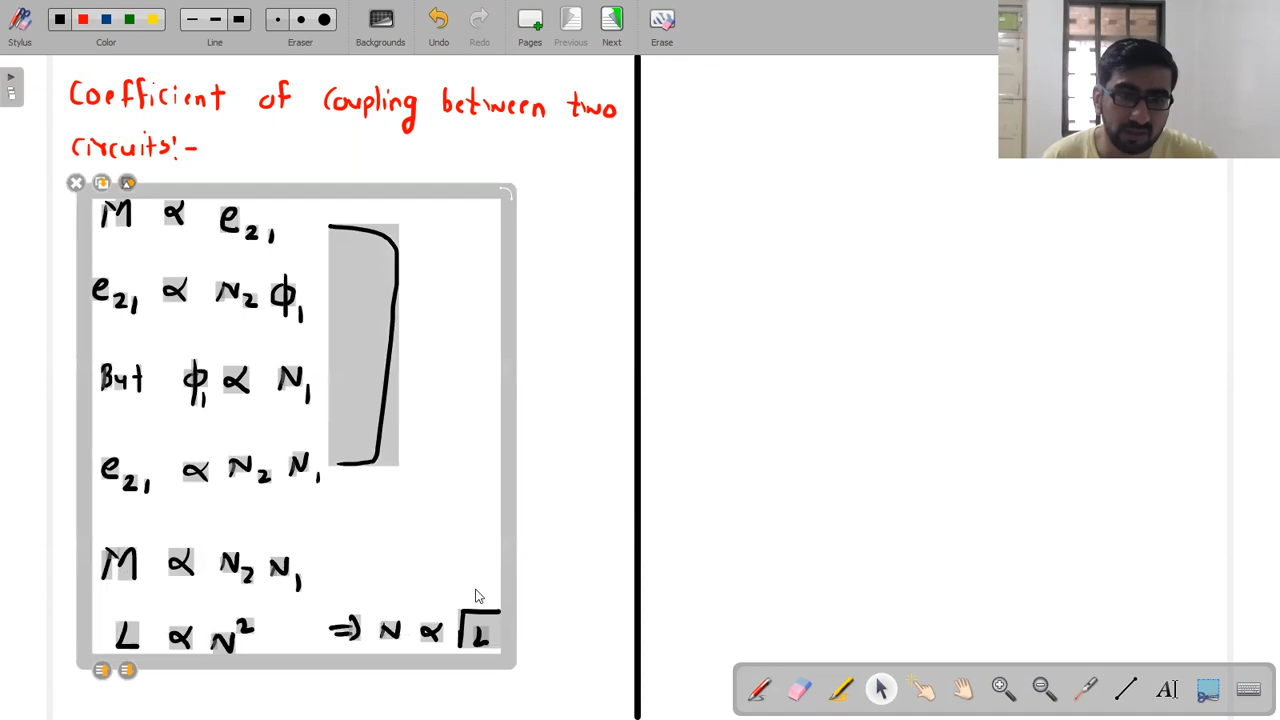 Stylus Color Line Eraser Backgrounds Undo Redo Pages Previous Next Erase
Coefficient of coupling between two
circuits:-
M ∝ e₂₁
e₂₁ ∝ N₂ ϕ₁
But ϕ₁ ∝ N₁
e₂₁ ∝ N₂ N₁
M ∝ N₂ N₁
L ∝ N² ⇒ N ∝ √L
AI